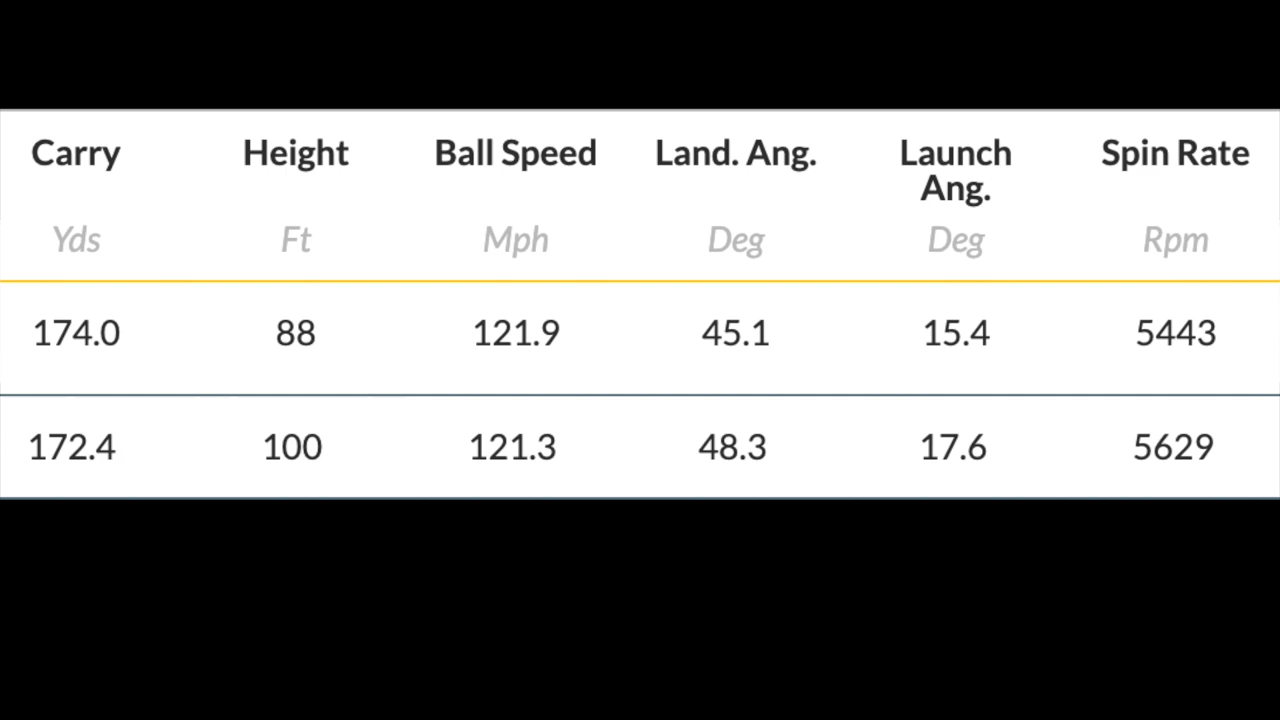 Carry Height Ball Speed Land. Ang. Launch Ang. Spin Rate
Yds Ft Mph Deg Deg Rpm
174.0 88 121.9 45.1 15.4 5443
172.4 100 121.3 48.3 17.6 5629